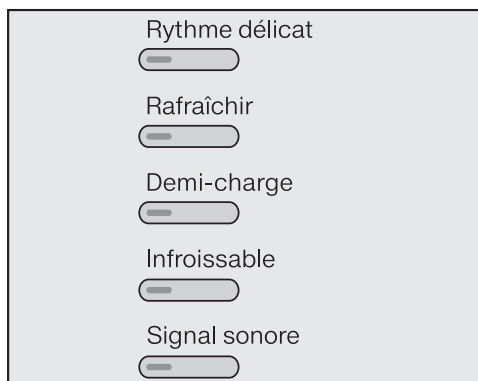 Rythme délicat
Rafraîchir
Demi-charge
Infroissable
Signal sonore